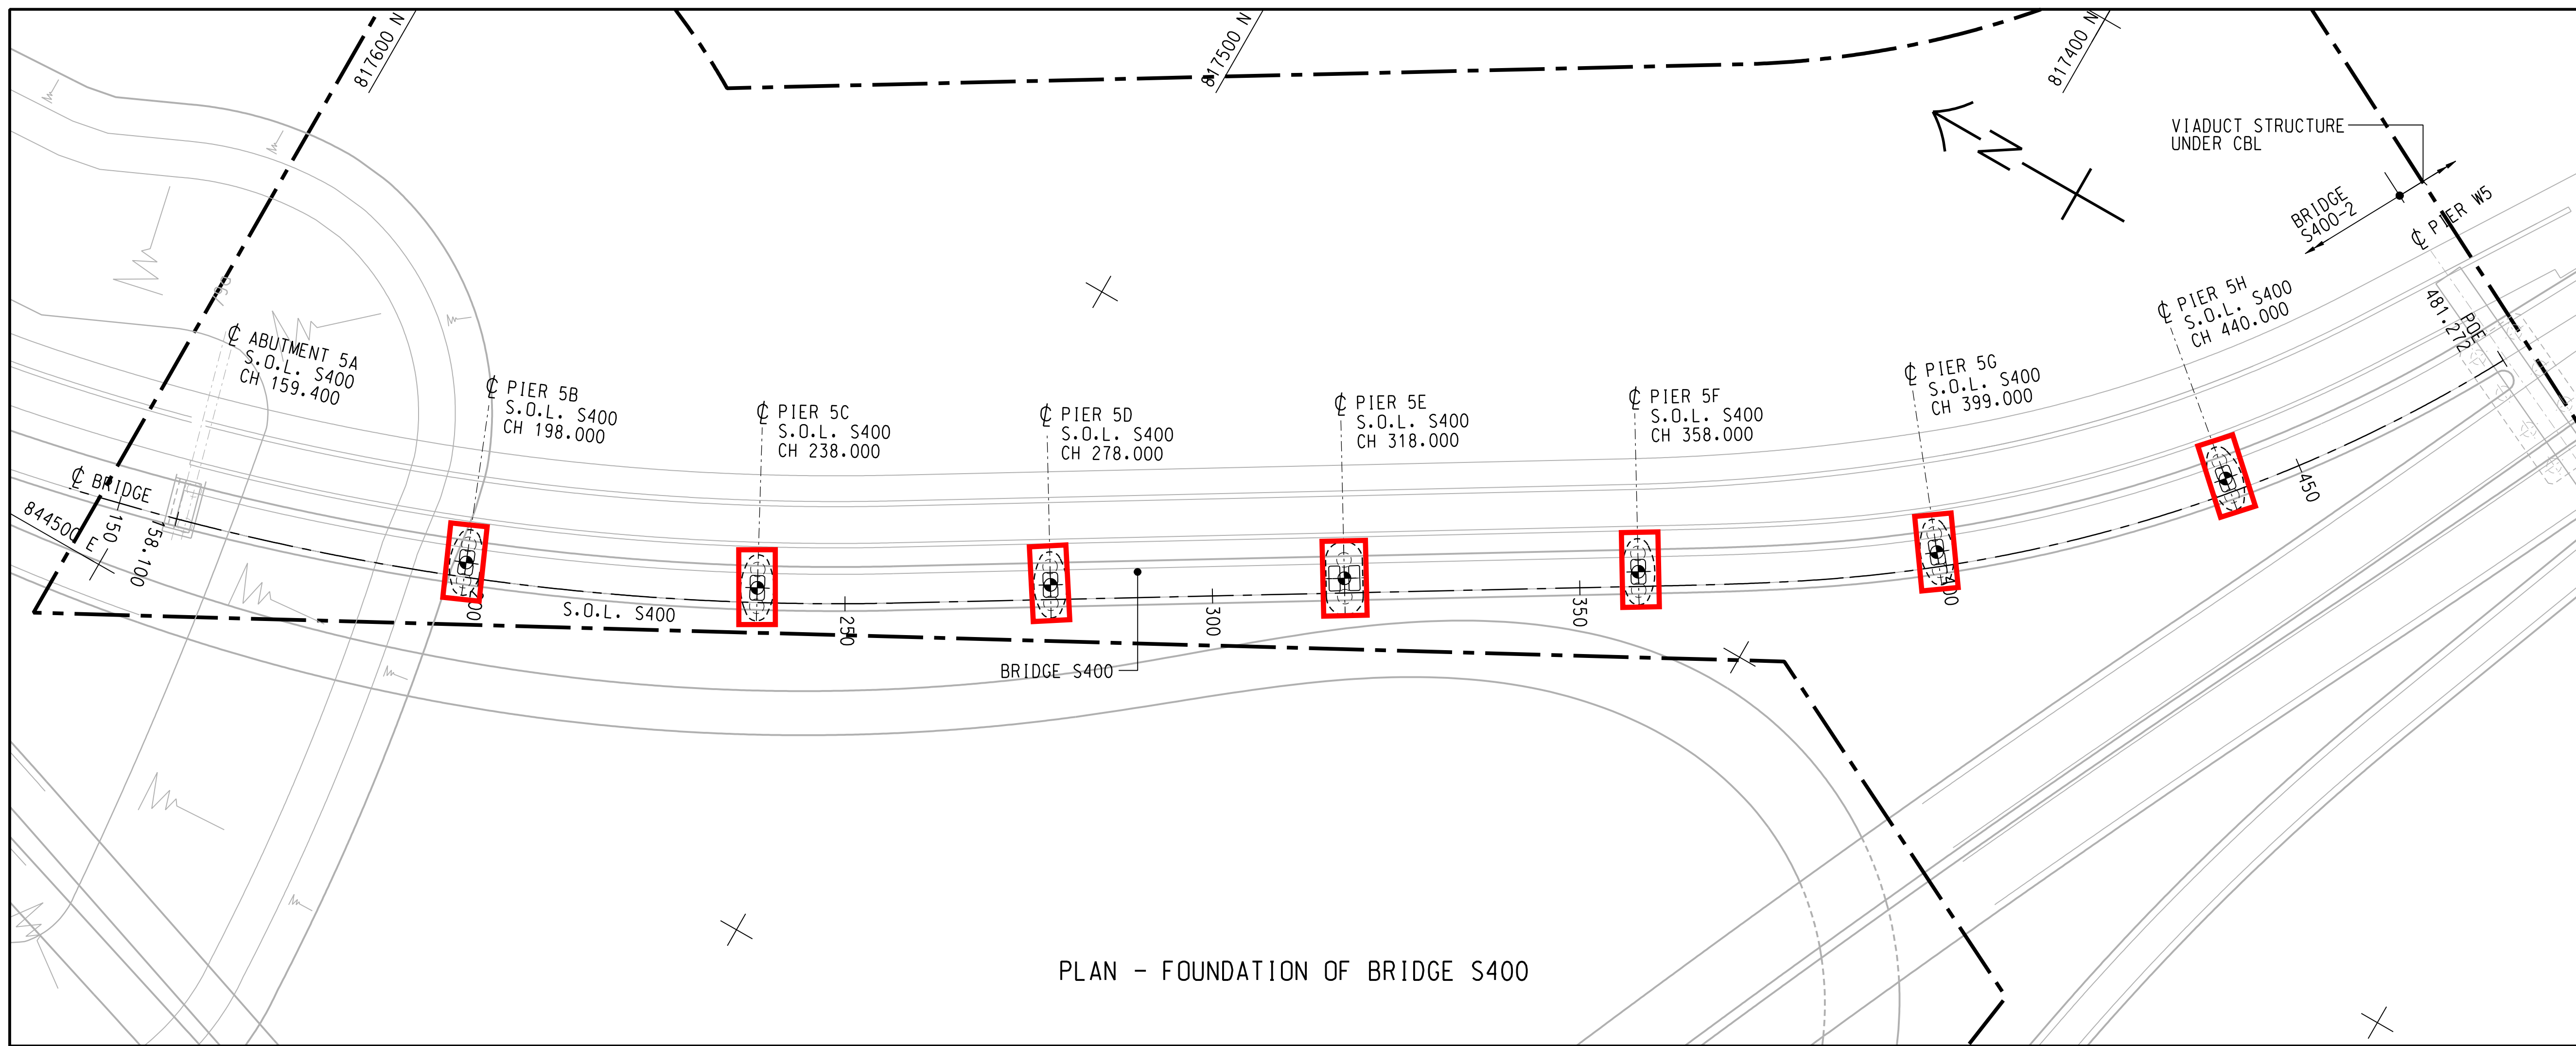 817600 N
817500 N
817400 N
VIADUCT STRUCTURE
UNDER CBL
N
BRIDGE
S400-2
℄ PIER W5
℄ ABUTMENT 5A
S.O.L. S400
CH 159.400
℄ PIER 5B
S.O.L. S400
CH 198.000
℄ PIER 5C
S.O.L. S400
CH 238.000
℄ PIER 5D
S.O.L. S400
CH 278.000
℄ PIER 5E
S.O.L. S400
CH 318.000
℄ PIER 5F
S.O.L. S400
CH 358.000
℄ PIER 5G
S.O.L. S400
CH 399.000
℄ PIER 5H
S.O.L. S400
CH 440.000
POE
481.272
℄ BRIDGE
844500 E
150
158.100
200
S.O.L. S400
250
300
350
400
450
BRIDGE S400
PLAN - FOUNDATION OF BRIDGE S400